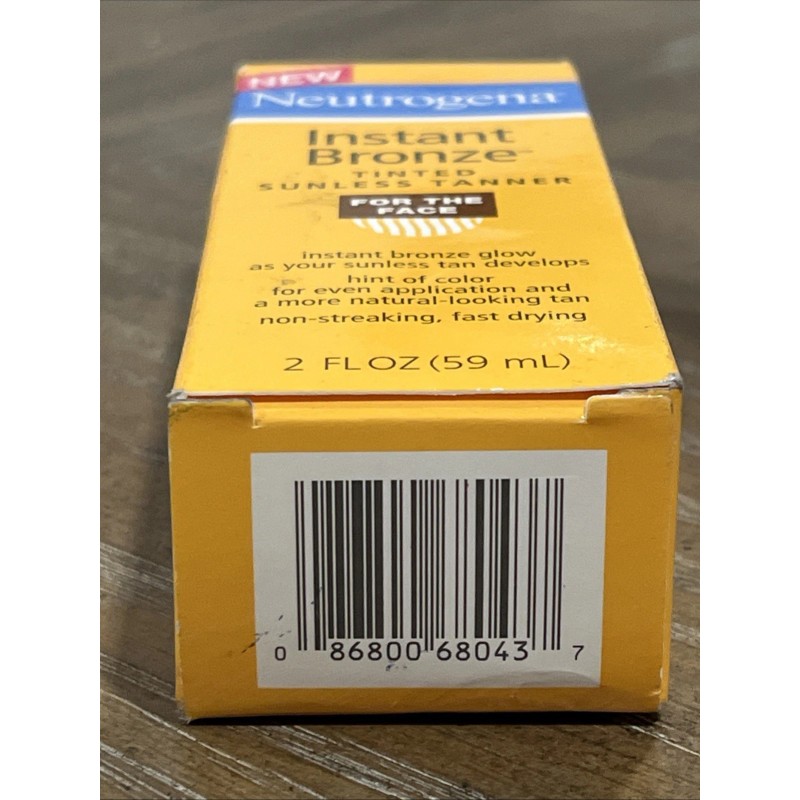 NEW
Neutrogena
Instant
Bronze™
TINTED
SUNLESS TANNER
FOR THE
FACE
instant bronze glow
as your sunless tan develops
hint of color
for even application and
a more natural-looking tan
non-streaking, fast drying
2 FL OZ (59 mL)
0 86800 68043 7